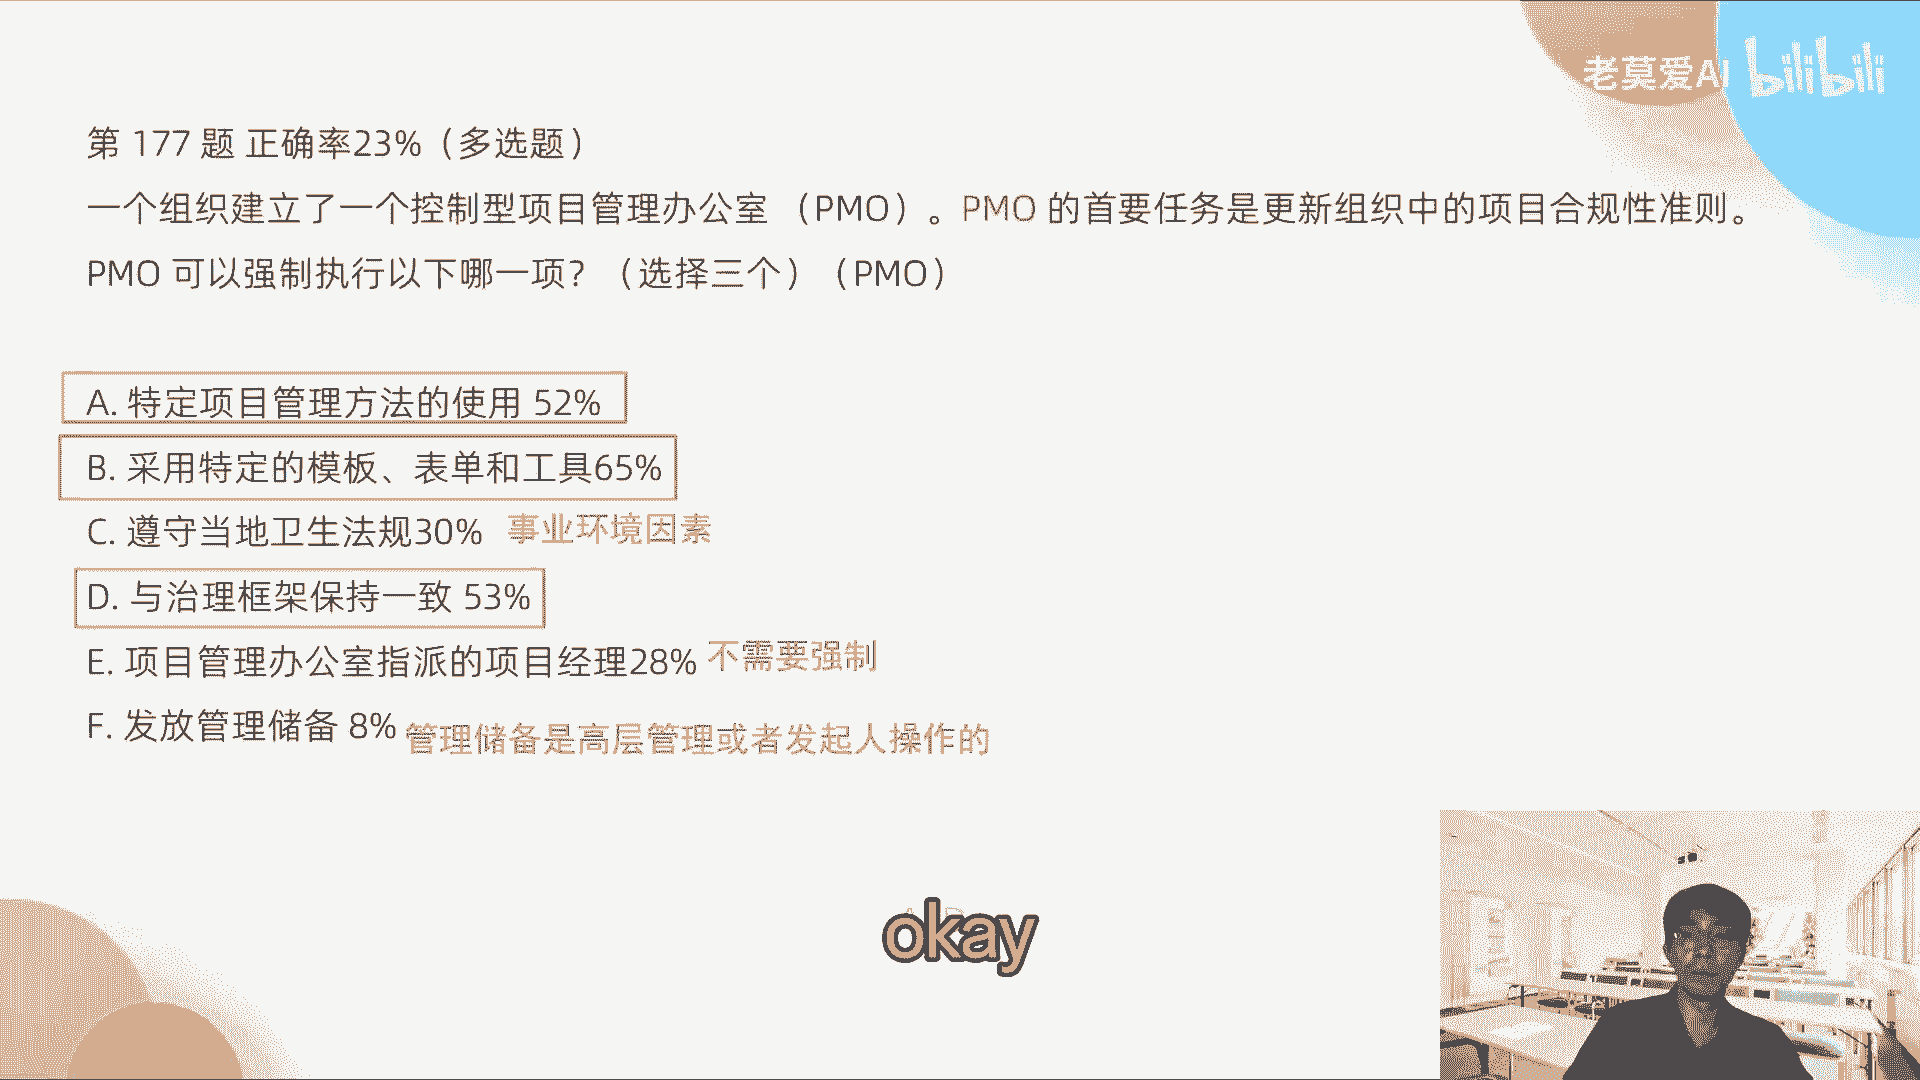 老莫爱AI bilibili
第 177 题 正确率23%（多选题）
一个组织建立了一个控制型项目管理办公室 （PMO）。PMO 的首要任务是更新组织中的项目合规性准则。
PMO 可以强制执行以下哪一项？（选择三个）（PMO）
A. 特定项目管理方法的使用 52%
B. 采用特定的模板、表单和工具65%
C. 遵守当地卫生法规30% 事业环境因素
D. 与治理框架保持一致 53%
E. 项目管理办公室指派的项目经理28% 不需要强制
F. 发放管理储备 8% 管理储备是高层管理或者发起人操作的
okay